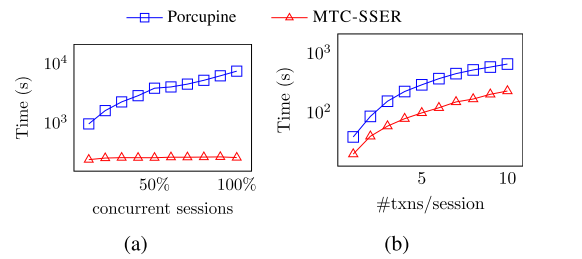 Porcupine MTC-SSER
Time (s)
10^4
10^3
50% 100%
concurrent sessions
(a)
Time (s)
10^3
10^2
5 10
#txns/session
(b)